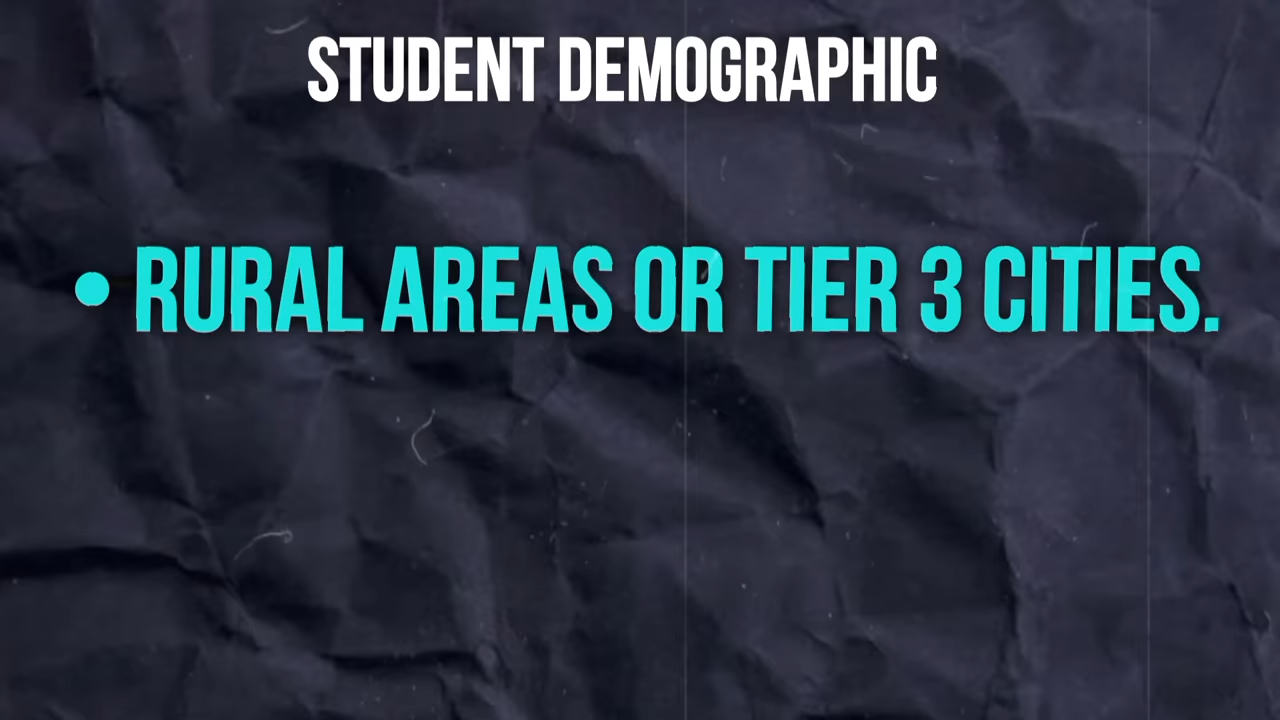 STUDENT DEMOGRAPHIC
• RURAL AREAS OR TIER 3 CITIES.